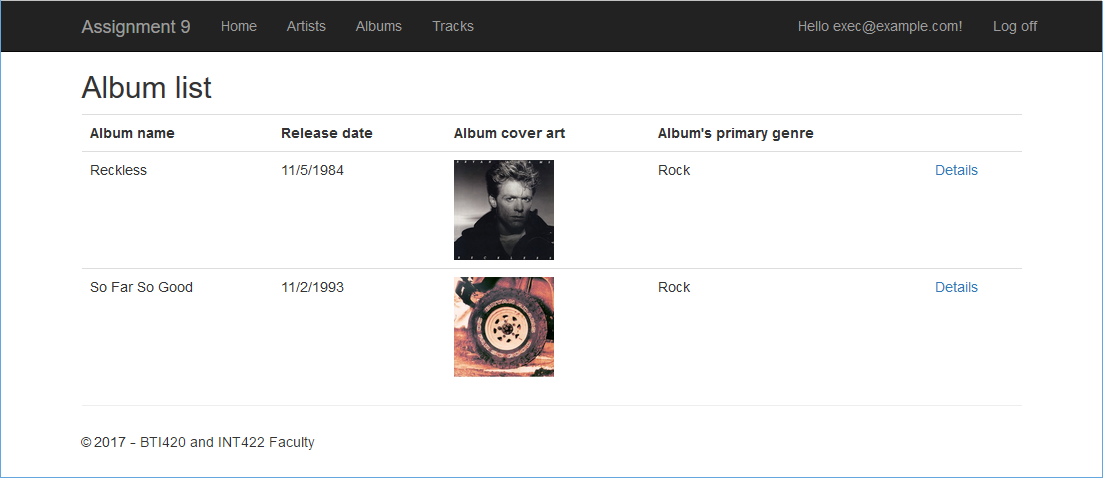 Assignment 9 Home Artists Albums Tracks Hello exec@example.com! Log off
Album list
Album name Release date Album cover art Album's primary genre
Reckless 11/5/1984 Rock Details
RECKLESS
So Far So Good 11/2/1993 Rock Details
© 2017 - BTI420 and INT422 Faculty